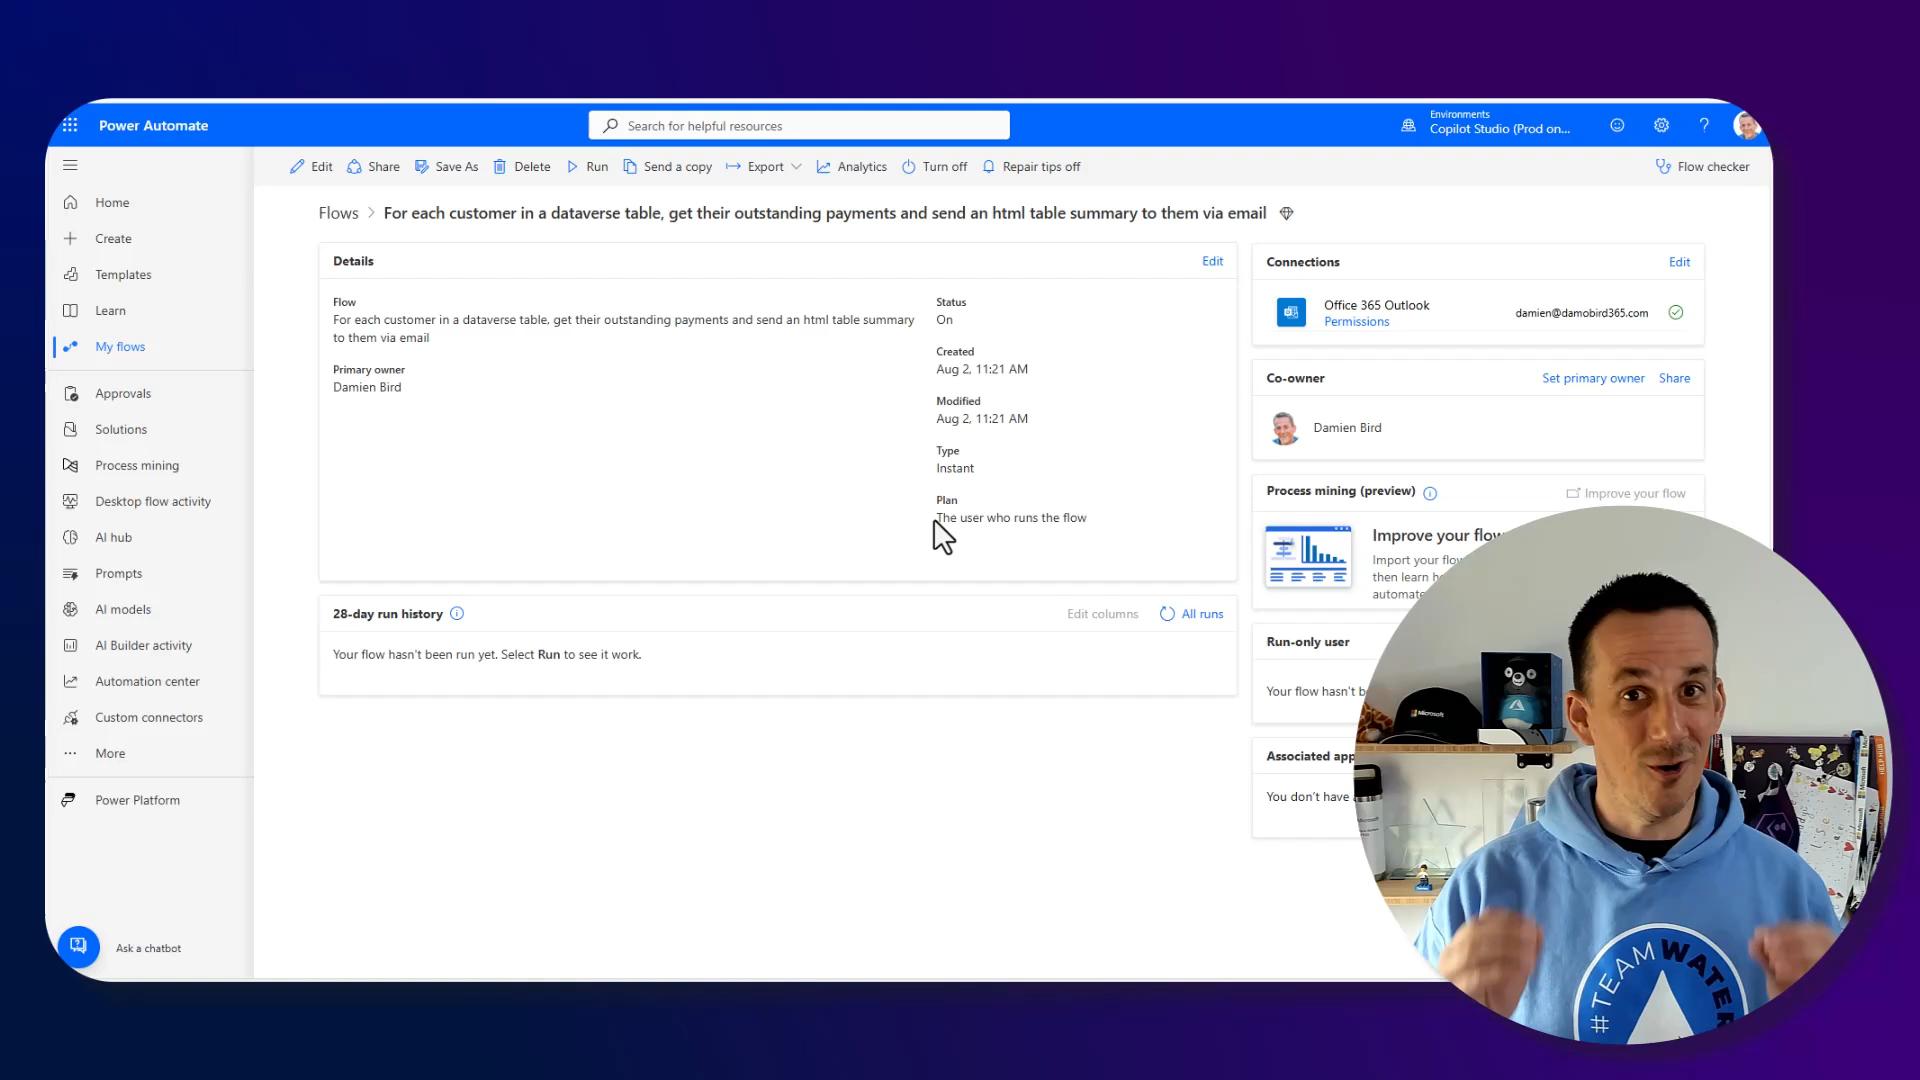 Power Automate
Search for helpful resources
Environments
Copilot Studio (Prod on...
Edit
Share
Save As
Delete
Run
Send a copy
Export
Analytics
Turn off
Repair tips off
Flow checker
Home
Create
Templates
Learn
My flows
Approvals
Solutions
Process mining
Desktop flow activity
AI hub
Prompts
AI models
AI Builder activity
Automation center
Custom connectors
More
Power Platform
Ask a chatbot
Flows > For each customer in a dataverse table, get their outstanding payments and send an html table summary to them via email
Details
Edit
Flow
For each customer in a dataverse table, get their outstanding payments and send an html table summary
to them via email
Primary owner
Damien Bird
Status
On
Created
Aug 2, 11:21 AM
Modified
Aug 2, 11:21 AM
Type
Instant
Plan
The user who runs the flow
28-day run history
Edit columns
All runs
Your flow hasn't been run yet. Select Run to see it work.
Connections
Edit
Office 365 Outlook
Permissions
damien@damobird365.com
Co-owner
Set primary owner
Share
Damien Bird
Process mining (preview)
Improve your flow
Improve your flow
Import your flow
then learn
automate
Run-only user
Your flow hasn't b
Associated app
You don't have
Microsoft
HELP HUB
#TEAMWATER